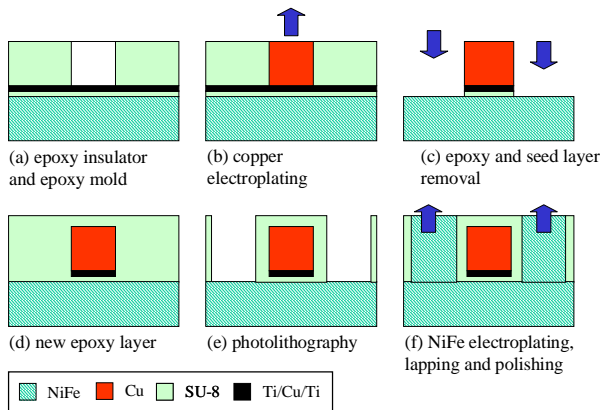 (a) epoxy insulator
and epoxy mold
(b) copper
electroplating
(c) epoxy and seed layer
removal
(d) new epoxy layer
(e) photolithography
(f) NiFe electroplating,
lapping and polishing
NiFe Cu SU-8 Ti/Cu/Ti